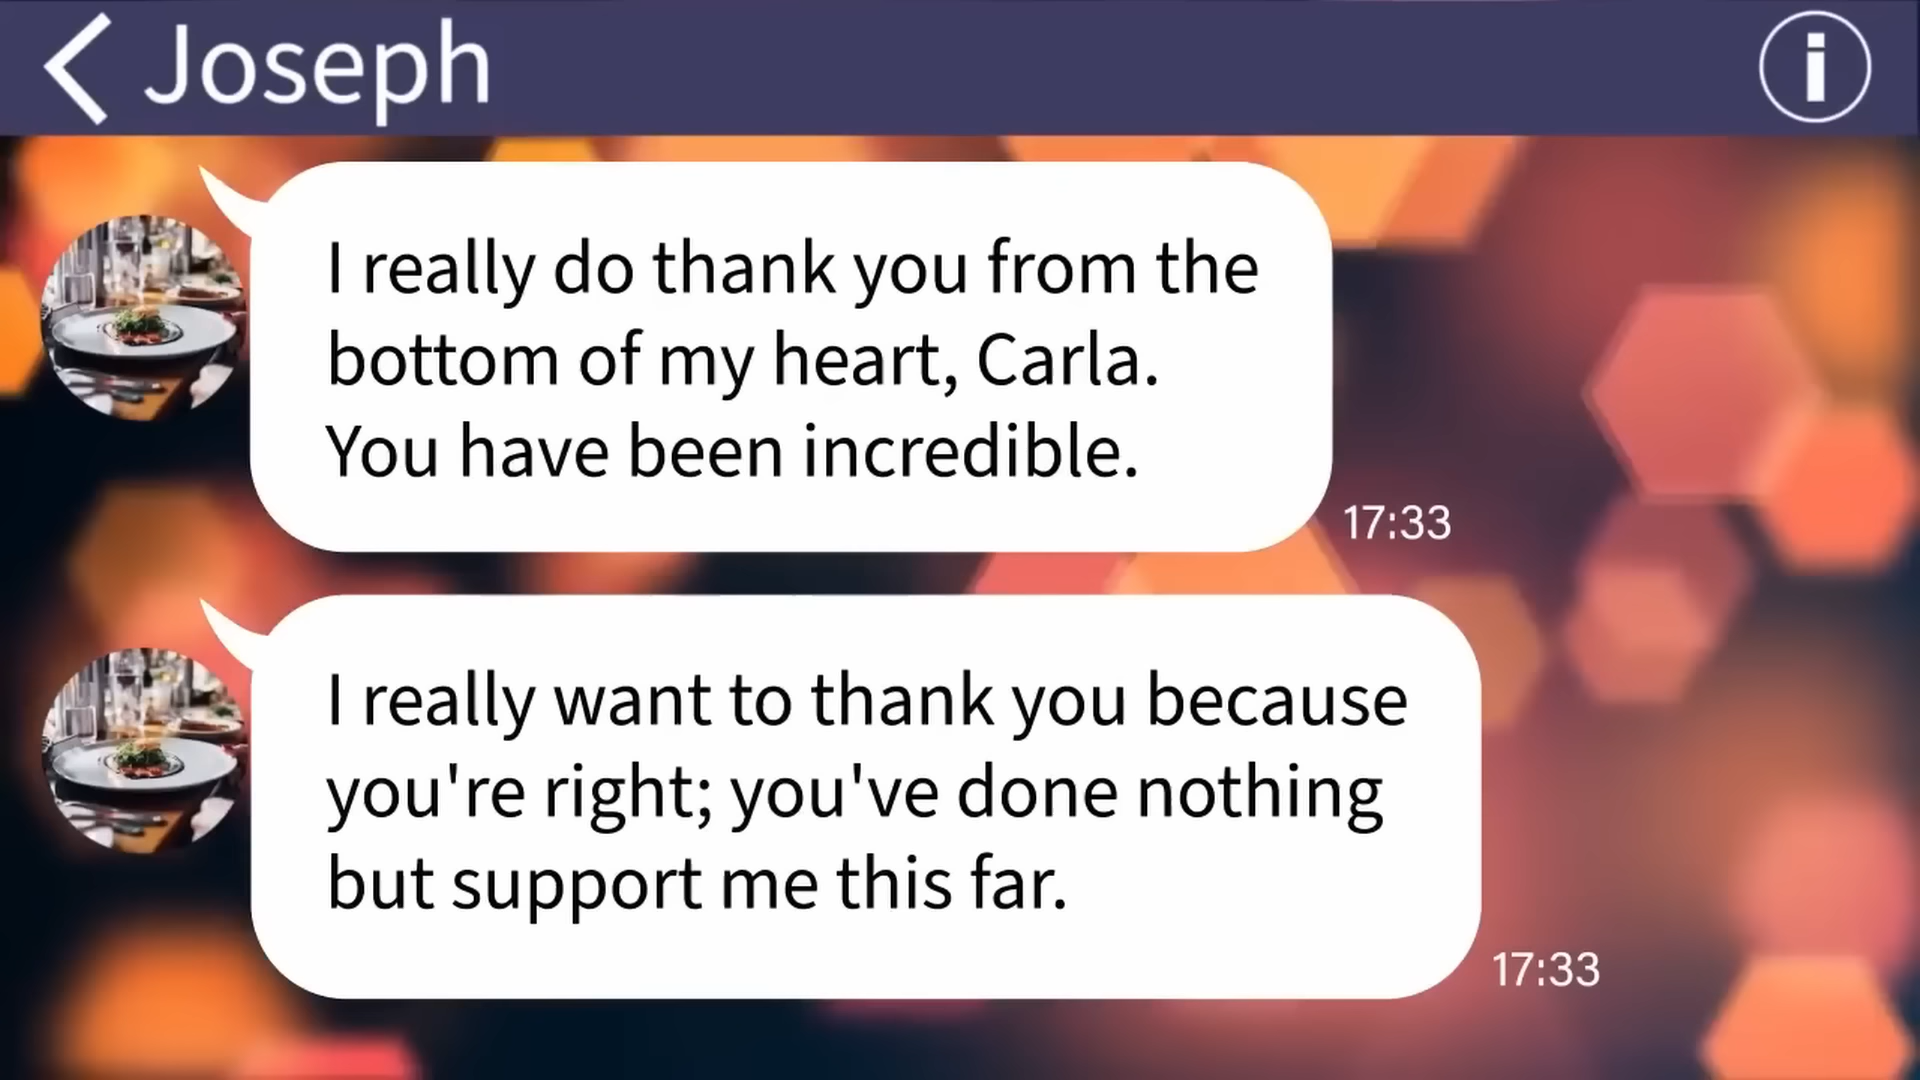 Joseph
I really do thank you from the
bottom of my heart, Carla.
You have been incredible.
17:33
I really want to thank you because
you're right; you've done nothing
but support me this far.
17:33